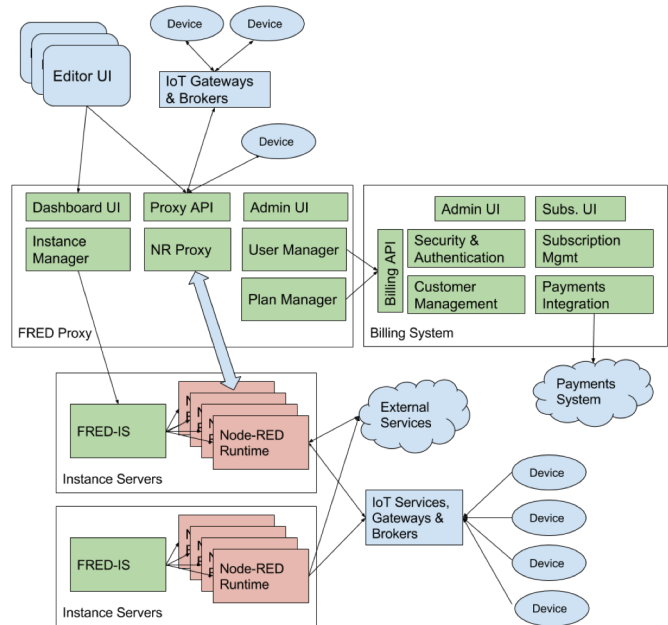 Device
Device
Editor UI
IoT Gateways
& Brokers
Device
Dashboard UI
Proxy API
Admin UI
Instance
Manager
NR Proxy
User Manager
Plan Manager
FRED Proxy
Admin UI
Subs. UI
Billing API
Security &
Authentication
Subscription
Mgmt
Customer
Management
Payments
Integration
Billing System
Payments
System
External
Services
FRED-IS
Node-RED
Runtime
Instance Servers
IoT Services,
Gateways &
Brokers
Device
Device
Device
Device
FRED-IS
Node-RED
Runtime
Instance Servers